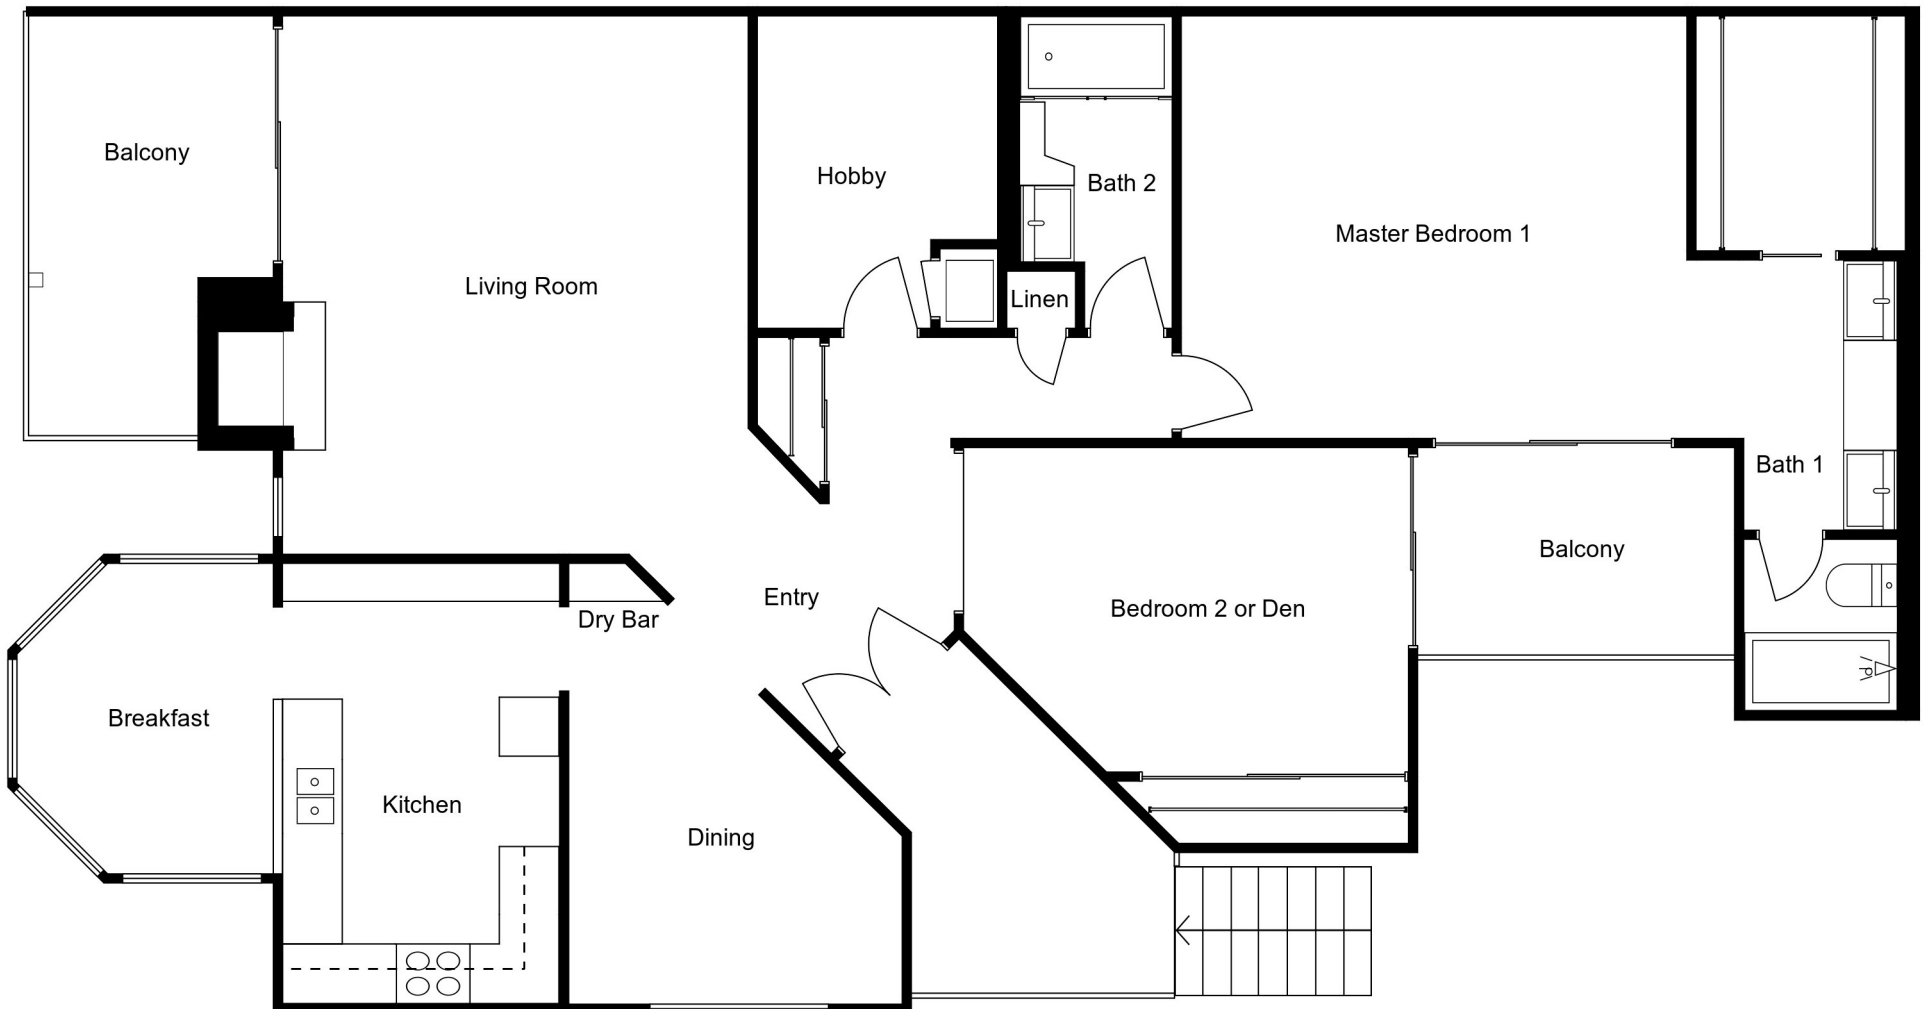 Balcony
Hobby
Bath 2
Master Bedroom 1
Living Room
Linen
Bath 1
Balcony
Entry
Bedroom 2 or Den
Dry Bar
Breakfast
Kitchen
Dining